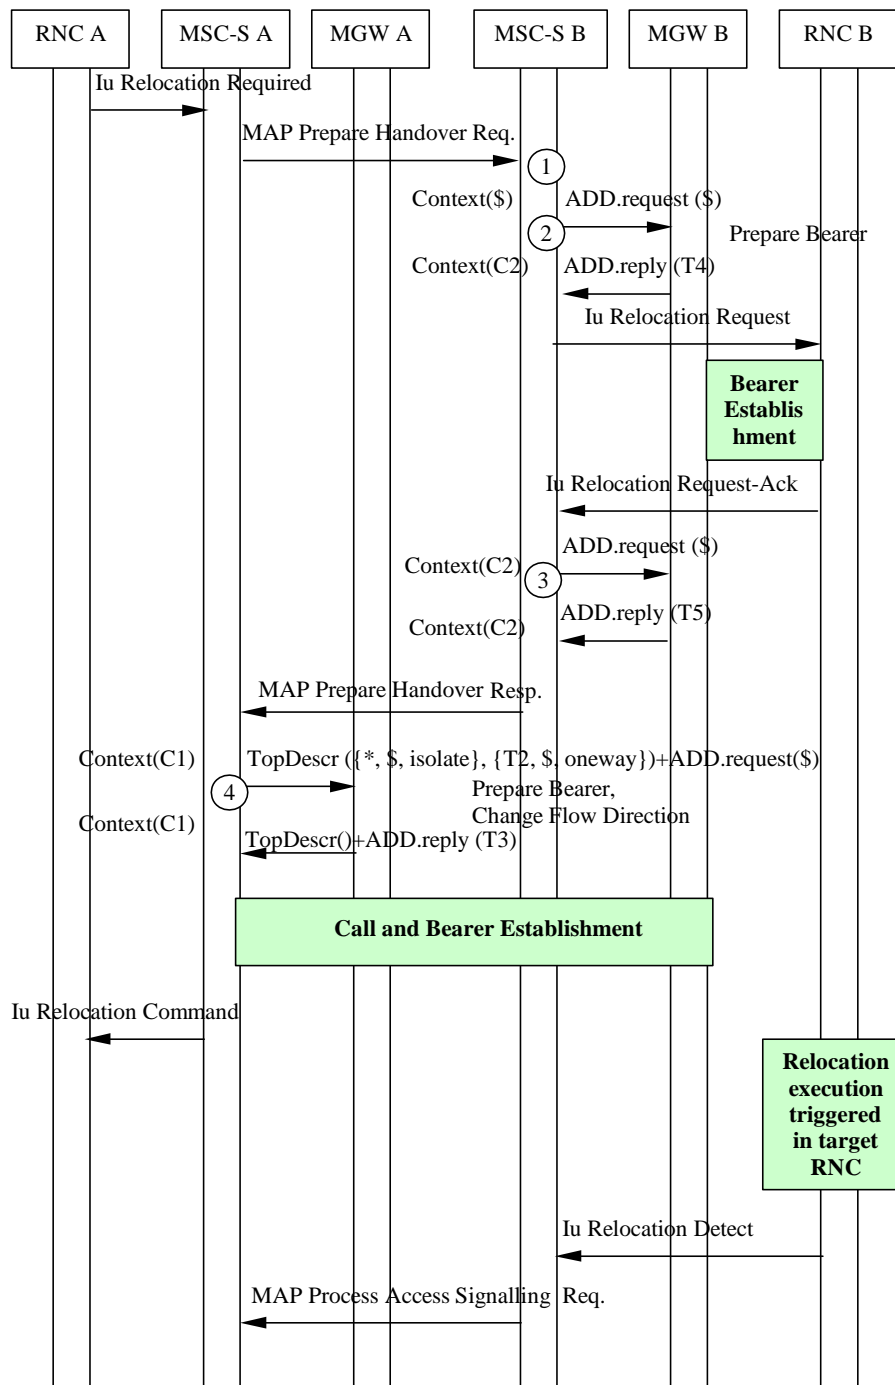 RNC A MSC-S A MGW A MSC-S B MGW B RNC B
Iu Relocation Required
MAP Prepare Handover Req.
1
Context($) ADD.request ($)
2 Prepare Bearer
Context(C2) ADD.reply (T4)
Iu Relocation Request
Bearer
Establis
hment
Iu Relocation Request-Ack
ADD.request ($)
Context(C2)
3
Context(C2) ADD.reply (T5)
MAP Prepare Handover Resp.
Context(C1) TopDescr ({*, $, isolate}, {T2, $, oneway})+ADD.request($)
4 Prepare Bearer,
Change Flow Direction
Context(C1)
TopDescr()+ADD.reply (T3)
Call and Bearer Establishment
Iu Relocation Command
Relocation
execution
triggered
in target
RNC
Iu Relocation Detect
MAP Process Access Signalling Req.